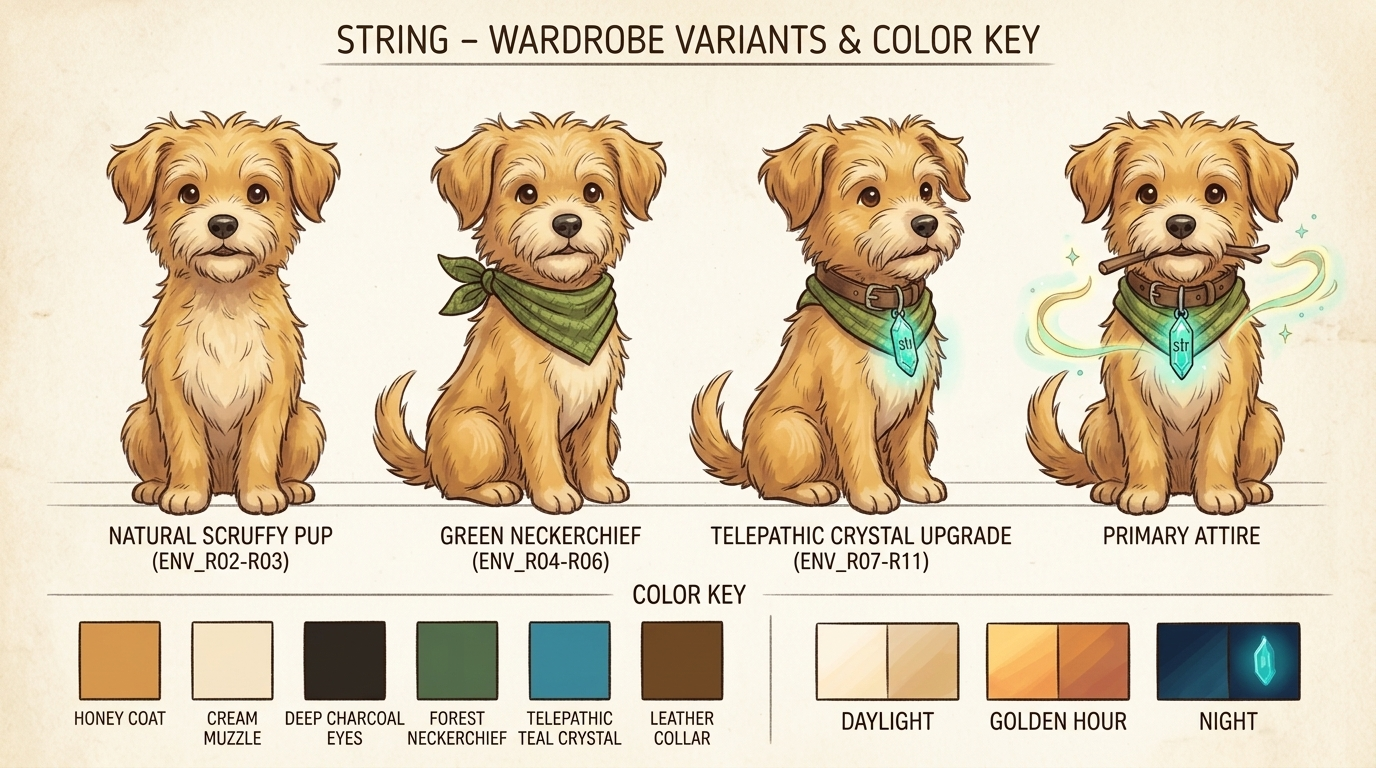 STRING – WARDROBE VARIANTS & COLOR KEY
str
str
NATURAL SCRUFFY PUP
(ENV_R02-R03)
GREEN NECKERCHIEF
(ENV_R04-R06)
TELEPATHIC CRYSTAL UPGRADE
(ENV_R07-R11)
PRIMARY ATTIRE
COLOR KEY
HONEY COAT
CREAM
MUZZLE
DEEP CHARCOAL
EYES
FOREST
NECKERCHIEF
TELEPATHIC
TEAL CRYSTAL
LEATHER
COLLAR
DAYLIGHT
GOLDEN HOUR
NIGHT